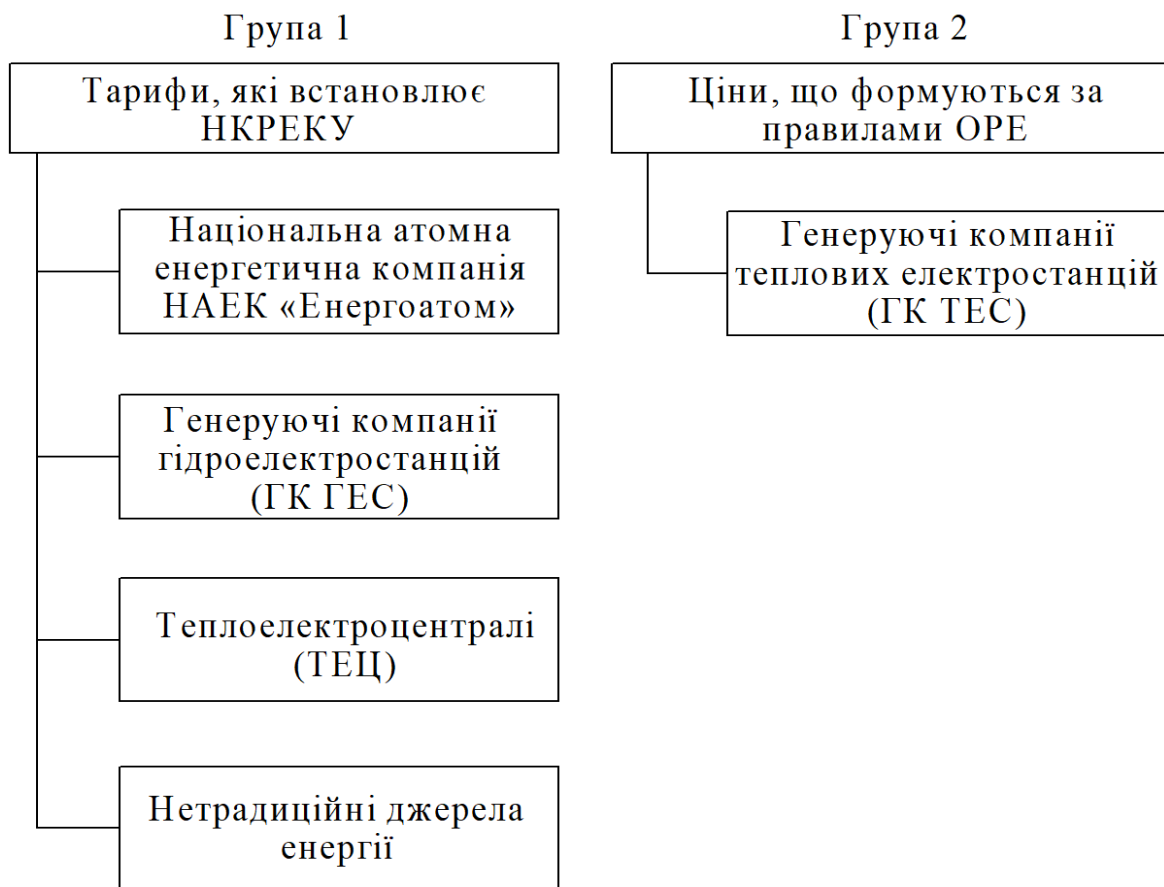 Група 1
Тарифи, які встановлює
НКРЕКУ
Національна атомна
енергетична компанія
НАЕК «Енергоатом»
Генеруючі компанії
гідроелектростанцій
(ГК ГЕС)
Теплоелектроцентралі
(ТЕЦ)
Нетрадиційні джерела
енергії
Група 2
Ціни, що формуються за
правилами ОРЕ
Генеруючі компанії
теплових електростанцій
(ГК ТЕС)